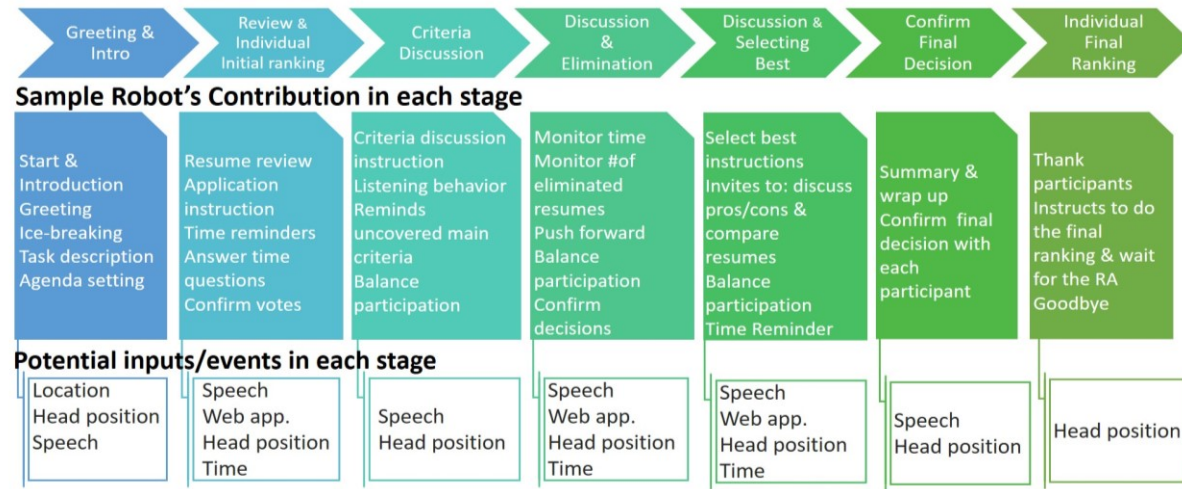 Greeting &
Intro
Review &
Individual
Initial ranking
Criteria
Discussion
Discussion
&
Elimination
Discussion &
Selecting
Best
Confirm
Final
Decision
Individual
Final
Ranking
Sample Robot's Contribution in each stage
Start &
Introduction
Greeting
Ice-breaking
Task description
Agenda setting
Resume review
Application
instruction
Time reminders
Answer time
questions
Confirm votes
Criteria discussion
instruction
Listening behavior
Reminds
uncovered main
criteria
Balance
participation
Monitor time
Monitor #of
eliminated
resumes
Push forward
Balance
participation
Confirm
decisions
Select best
instructions
Invites to: discuss
pros/cons &
compare
resumes
Balance
participation
Time Reminder
Summary &
wrap up
Confirm final
decision with
each
participant
Thank
participants
Instructs to do
the final
ranking & wait
for the RA
Goodbye
Potential inputs/events in each stage
Location
Head position
Speech
Speech
Web app.
Head position
Time
Speech
Head position
Speech
Web app.
Head position
Time
Speech
Web app.
Head position
Time
Speech
Head position
Head position